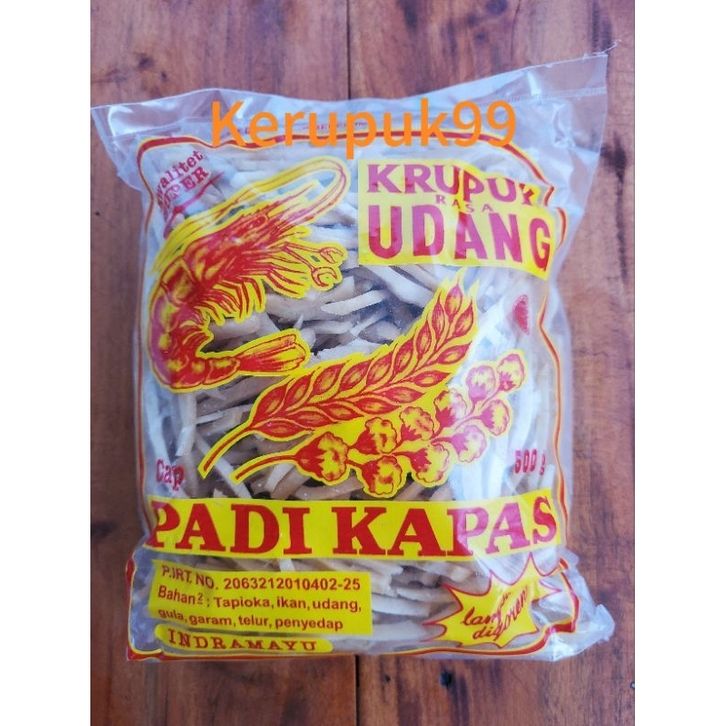 Kerupuk99
SUPER
KRUPUK
RASA
UDANG
Cap
500 g
PADI KAPAS
P.IRT. NO. 2063212010402-25
Bahan²: Tapioka, ikan, udang,
gula, garam, telur, penyedap
INDRAMAYU